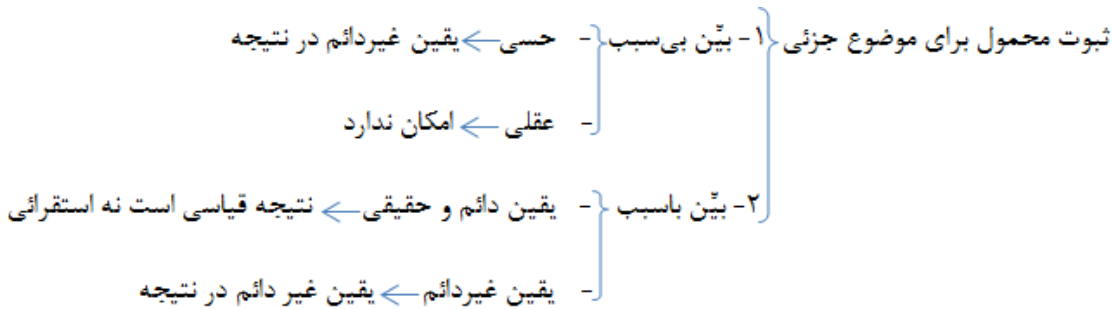 ثبوت محمول برای موضوع جزئی ۱- بیّن بی‌سبب - حسی ← یقین غیردائم در نتیجه
- عقلی ← امکان ندارد
۲- بیّن باسبب - یقین دائم و حقیقی ← نتیجه قیاسی است نه استقرائی
- یقین غیردائم ← یقین غیر دائم در نتیجه